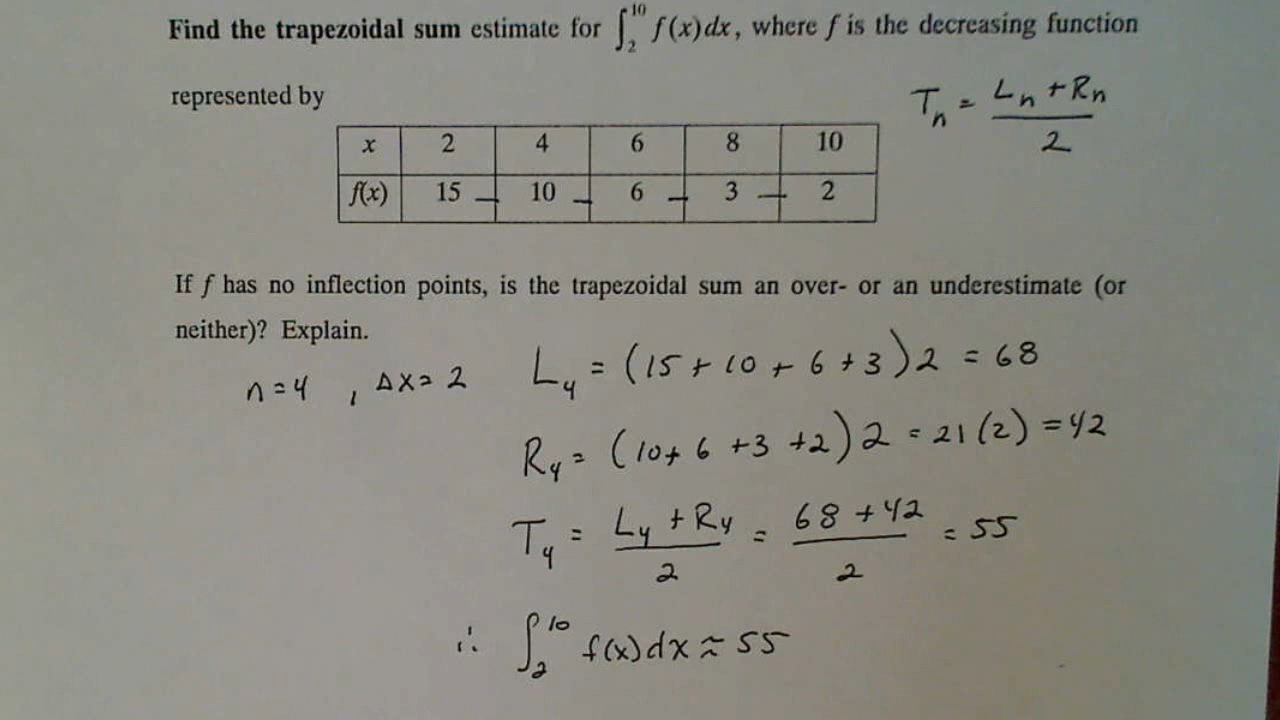 Find the trapezoidal sum estimate for ∫₂¹⁰ f(x)dx, where f is the decreasing function
represented by
Tₙ = (Lₙ + Rₙ)/2
x 2 4 6 8 10
f(x) 15 10 6 3 2
If f has no inflection points, is the trapezoidal sum an over- or an underestimate (or
neither)? Explain.
n = 4 , Δx = 2
L₄ = (15 + 10 + 6 + 3)2 = 68
R₄ = (10 + 6 + 3 + 2)2 = 21(2) = 42
T₄ = (L₄ + R₄)/2 = (68 + 42)/2 = 55
∴ ∫₂¹⁰ f(x)dx ≈ 55